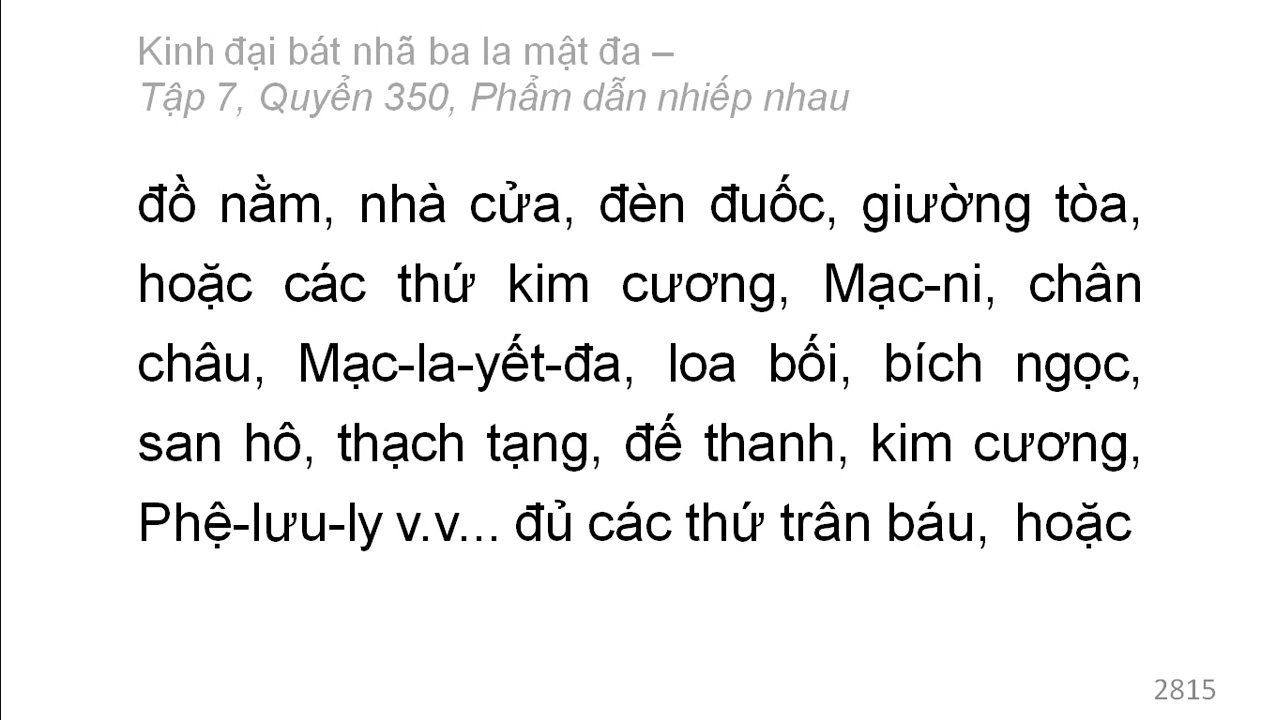 Kinh đại bát nhã ba la mật đa –
Tập 7, Quyển 350, Phẩm dẫn nhiếp nhau
đồ nằm, nhà cửa, đèn đuốc, giường tòa,
hoặc các thứ kim cương, Mạc-ni, chân
châu, Mạc-la-yết-đa, loa bối, bích ngọc,
san hô, thạch tạng, đế thanh, kim cương,
Phệ-lưu-ly v.v... đủ các thứ trân báu, hoặc
2815